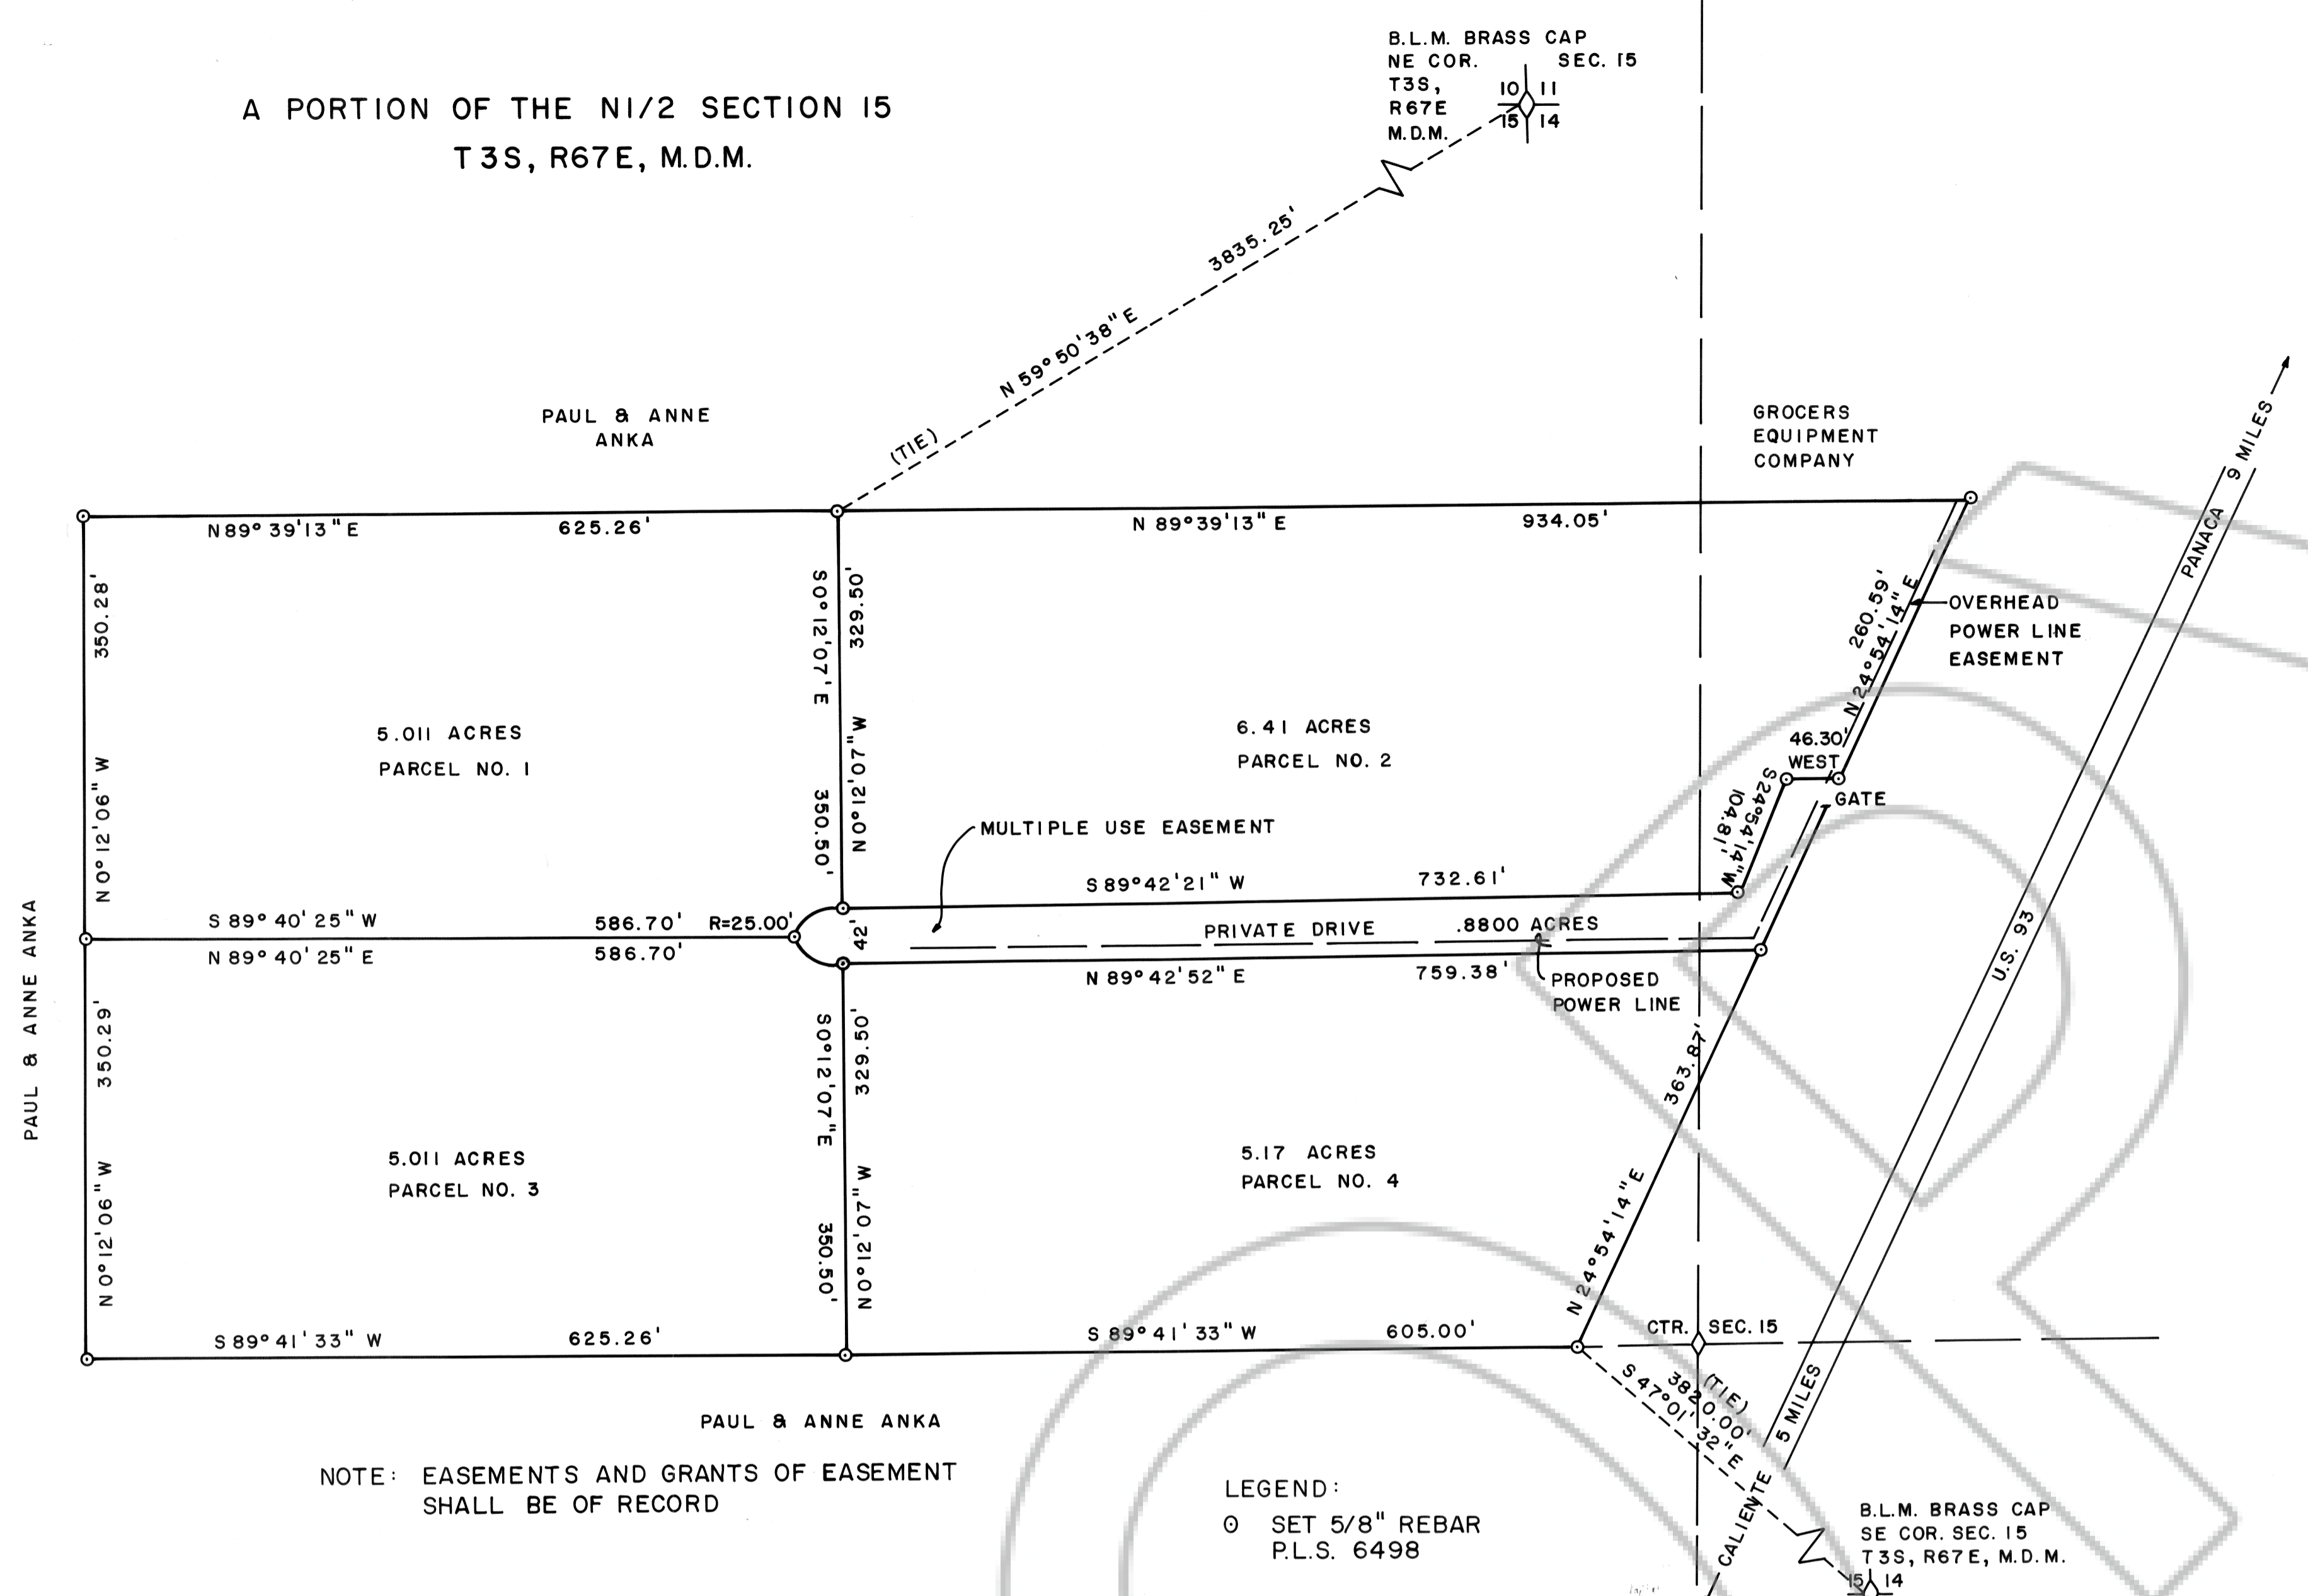 A PORTION OF THE N1/2 SECTION 15
T3S, R67E, M.D.M.
B.L.M. BRASS CAP
NE COR. SEC. 15
T3S,
R67E
M.D.M.
10 11
15 14
3835.25'
N 59° 50' 38" E
(TIE)
PAUL & ANNE
ANKA
GROCERS
EQUIPMENT
COMPANY
N 89° 39' 13" E 625.26'
N 89° 39' 13" E 934.05'
350.28'
N 0° 12' 06" W
S 0° 12' 07' E
350.50'
329.50'
N 0° 12' 07" W
5.011 ACRES
PARCEL NO. 1
6.41 ACRES
PARCEL NO. 2
260.59'
N 24° 54' 14" E
OVERHEAD
POWER LINE
EASEMENT
46.30'
WEST
S 24° 54' 14" W
104.81'
GATE
MULTIPLE USE EASEMENT
S 89° 42' 21" W 732.61'
S 89° 40' 25" W 586.70' R=25.00'
N 89° 40' 25" E 586.70'
42'
PRIVATE DRIVE .8800 ACRES
N 89° 42' 52" E 759.38'
PROPOSED
POWER LINE
PAUL & ANNE ANKA
350.29'
N 0° 12' 06" W
S 0° 12' 07" E
350.50'
329.50'
N 0° 12' 07" W
5.011 ACRES
PARCEL NO. 3
5.17 ACRES
PARCEL NO. 4
363.87'
N 24° 54' 14" E
PANACA 9 MILES
U.S. 93
CALIENTE 5 MILES
S 89° 41' 33" W 625.26'
S 89° 41' 33" W 605.00'
CTR. SEC. 15
(TIE)
3820.00'
S 47° 01' 32" E
PAUL & ANNE ANKA
NOTE: EASEMENTS AND GRANTS OF EASEMENT
SHALL BE OF RECORD
LEGEND:
SET 5/8" REBAR
P.L.S. 6498
B.L.M. BRASS CAP
SE COR. SEC. 15
T3S, R67E, M.D.M.
15 14